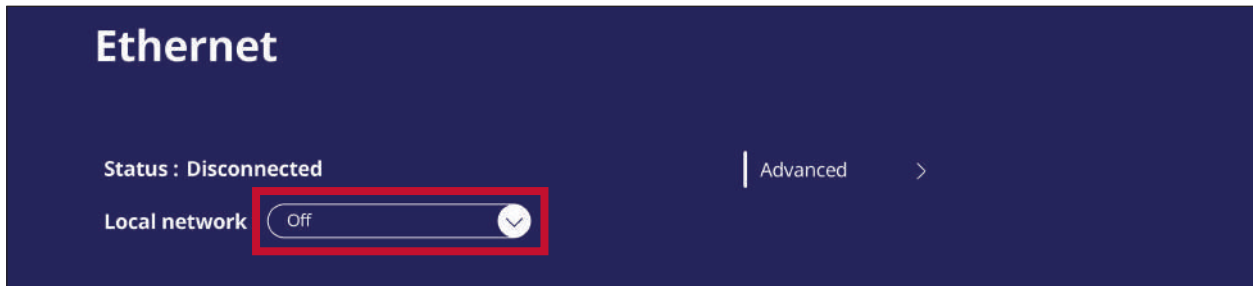 Ethernet
Status : Disconnected
Advanced
Local network
Off